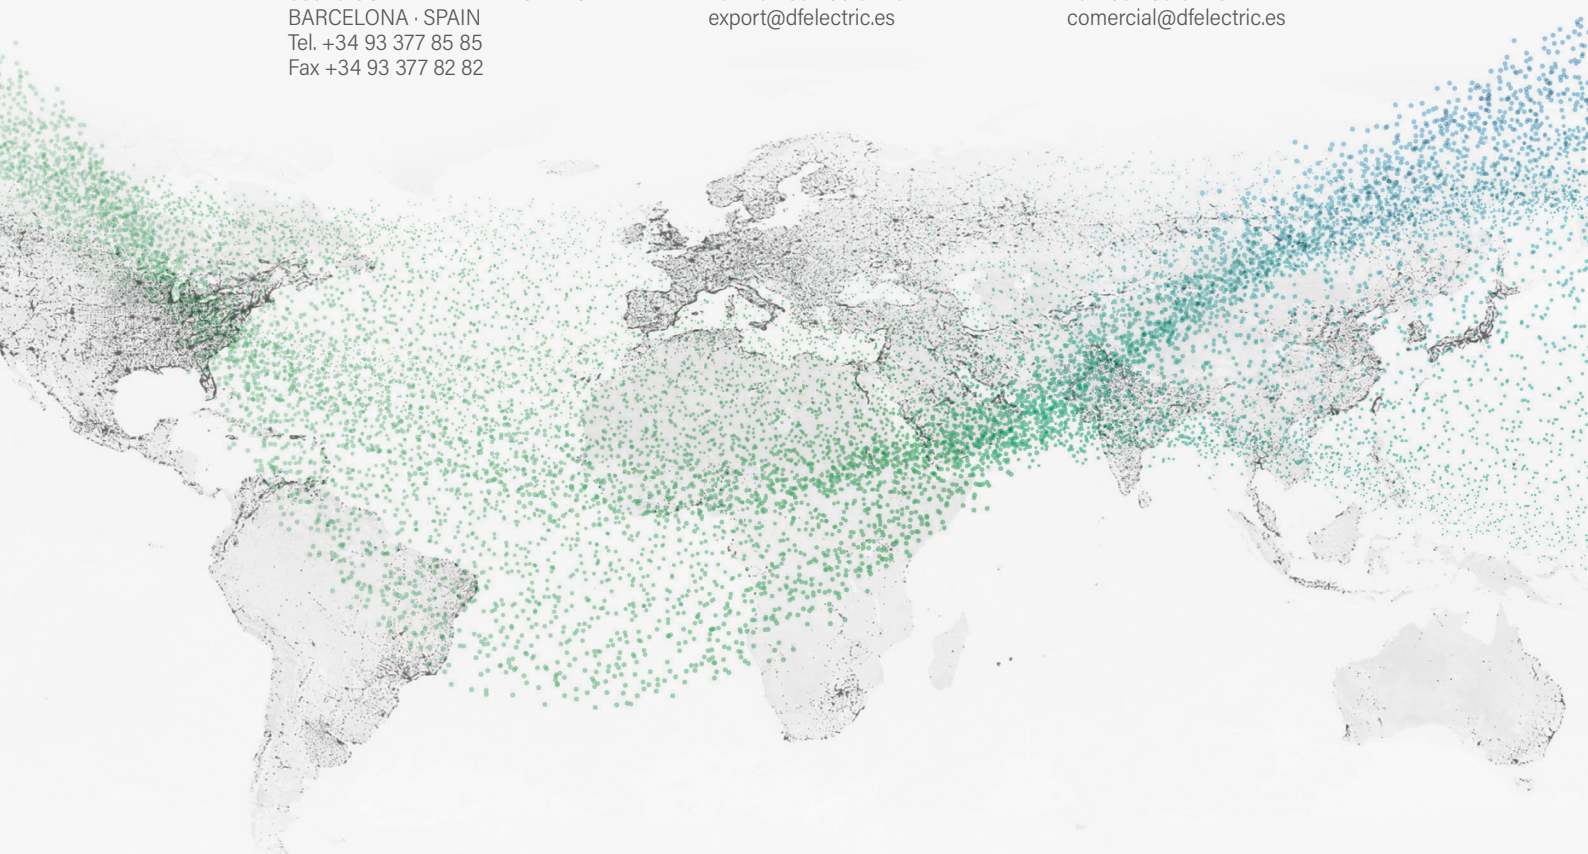 BARCELONA · SPAIN
Tel. +34 93 377 85 85
Fax +34 93 377 82 82
export@dfelectric.es
comercial@dfelectric.es